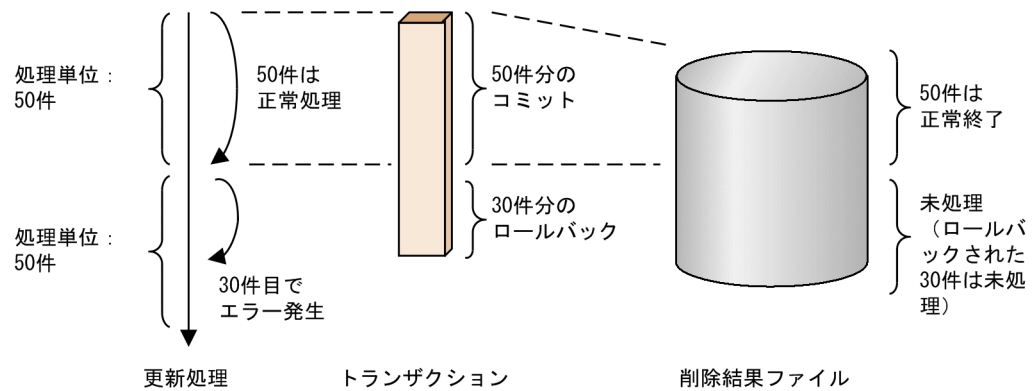 処理単位：
50件
50件は
正常処理
50件分の
コミット
50件は
正常終了
処理単位：
50件
30件目で
エラー発生
30件分の
ロールバック
未処理
（ロールバ
ックされた
30件は未処
理）
更新処理
トランザクション
削除結果ファイル